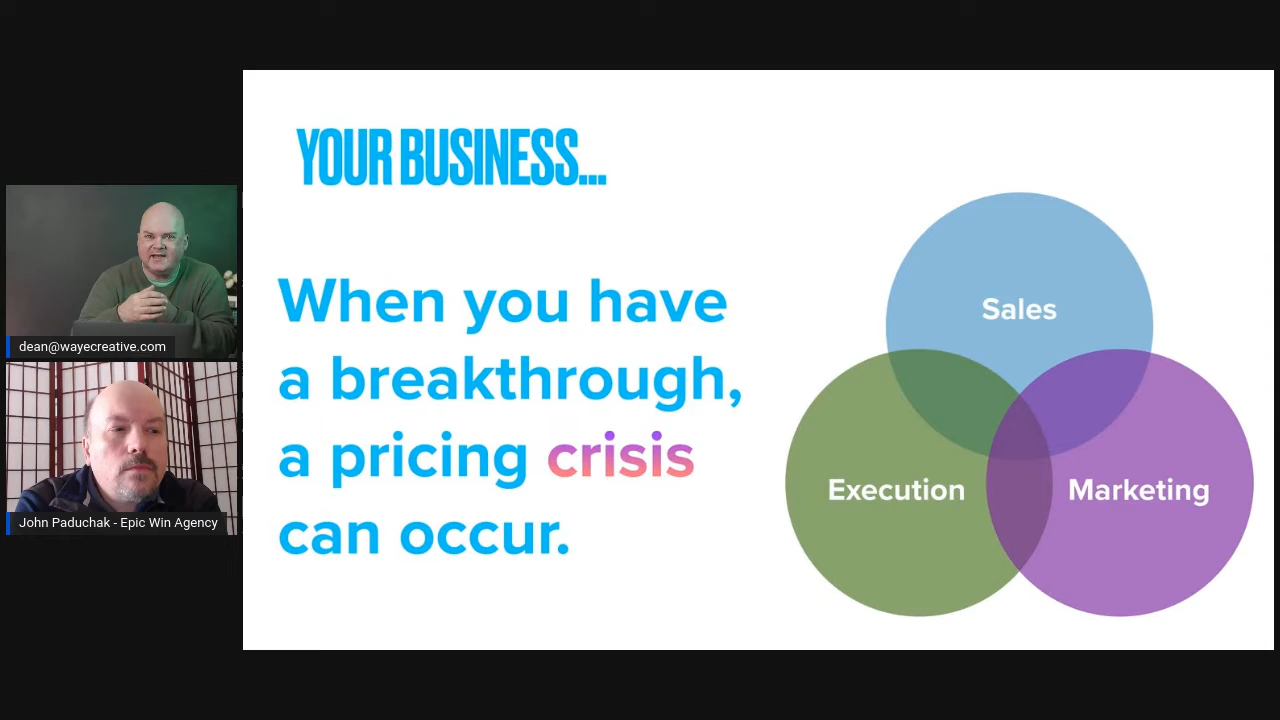 YOUR BUSINESS...
When you have
a breakthrough,
a pricing crisis
can occur.
Sales
Execution
Marketing
dean@wayecreative.com
John Paduchak - Epic Win Agency